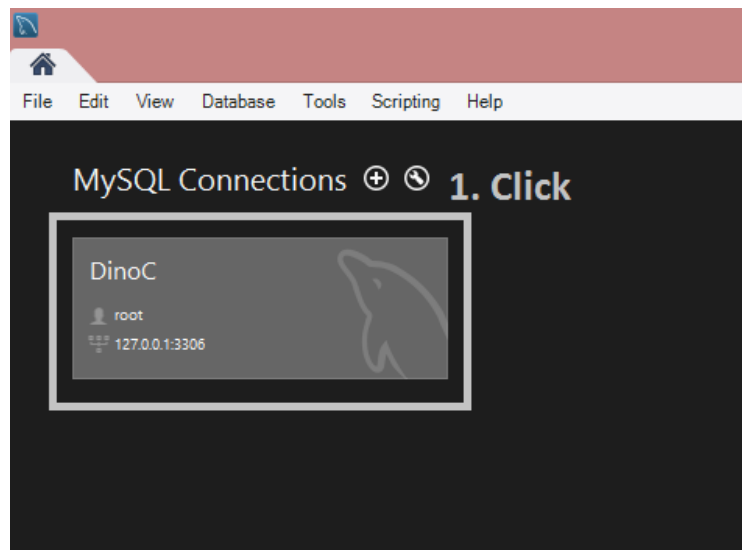 File Edit View Database Tools Scripting Help
MySQL Connections 1. Click
DinoC
root
127.0.0.1:3306